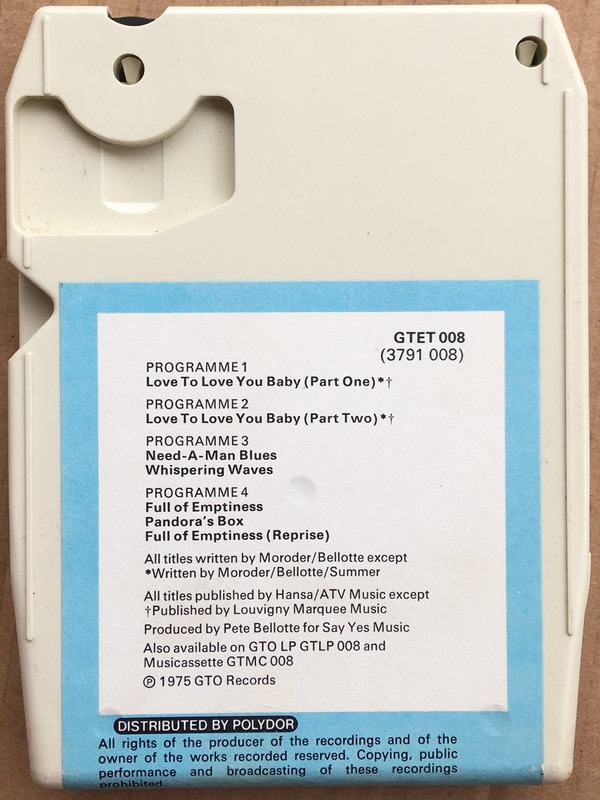 GTET 008
(3791 008)
PROGRAMME 1
Love To Love You Baby (Part One)*†
PROGRAMME 2
Love To Love You Baby (Part Two)*†
PROGRAMME 3
Need-A-Man Blues
Whispering Waves
PROGRAMME 4
Full of Emptiness
Pandora's Box
Full of Emptiness (Reprise)
All titles written by Moroder/Bellotte except
*Written by Moroder/Bellotte/Summer
All titles published by Hansa/ATV Music except
†Published by Louvigny Marquee Music
Produced by Pete Bellotte for Say Yes Music
Also available on GTO LP GTLP 008 and
Musicassette GTMC 008
℗ 1975 GTO Records
DISTRIBUTED BY POLYDOR
All rights of the producer of the recordings and of the
owner of the works recorded reserved. Copying, public
performance and broadcasting of these recordings
prohibited.